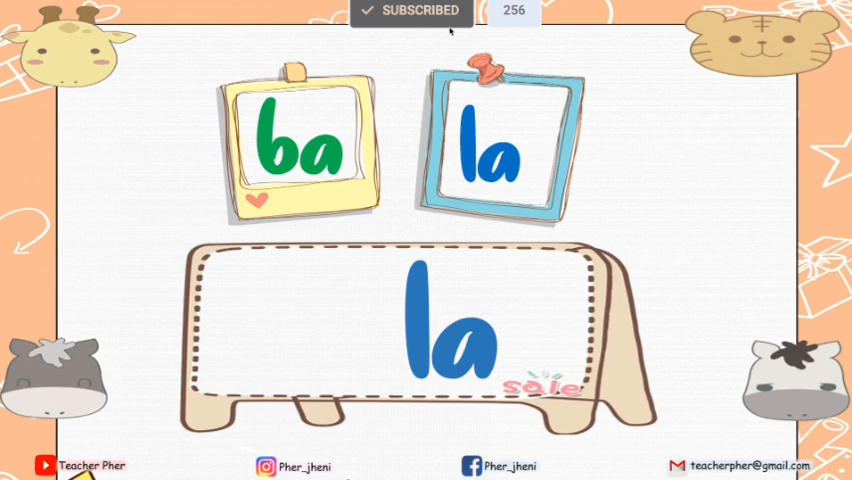 SUBSCRIBED 256
ba la
la
sale
Teacher Pher Pher_jheni Pher_jheni teacherpher@gmail.com